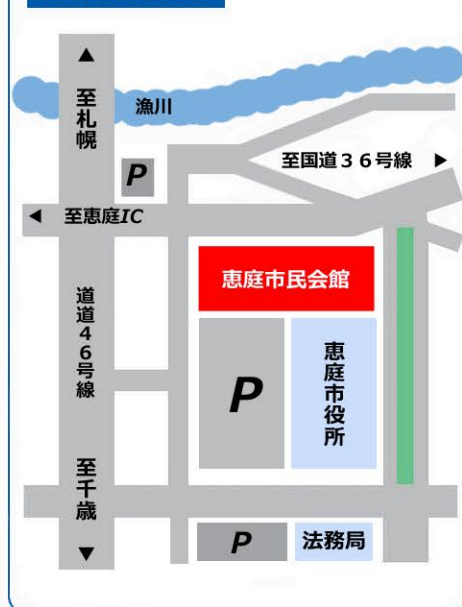 ▲
至札幌
漁川
P
至国道36号線 ▶
◀ 至恵庭IC
恵庭市民会館
道道46号線
P
恵庭市役所
至千歳
▼
P
法務局